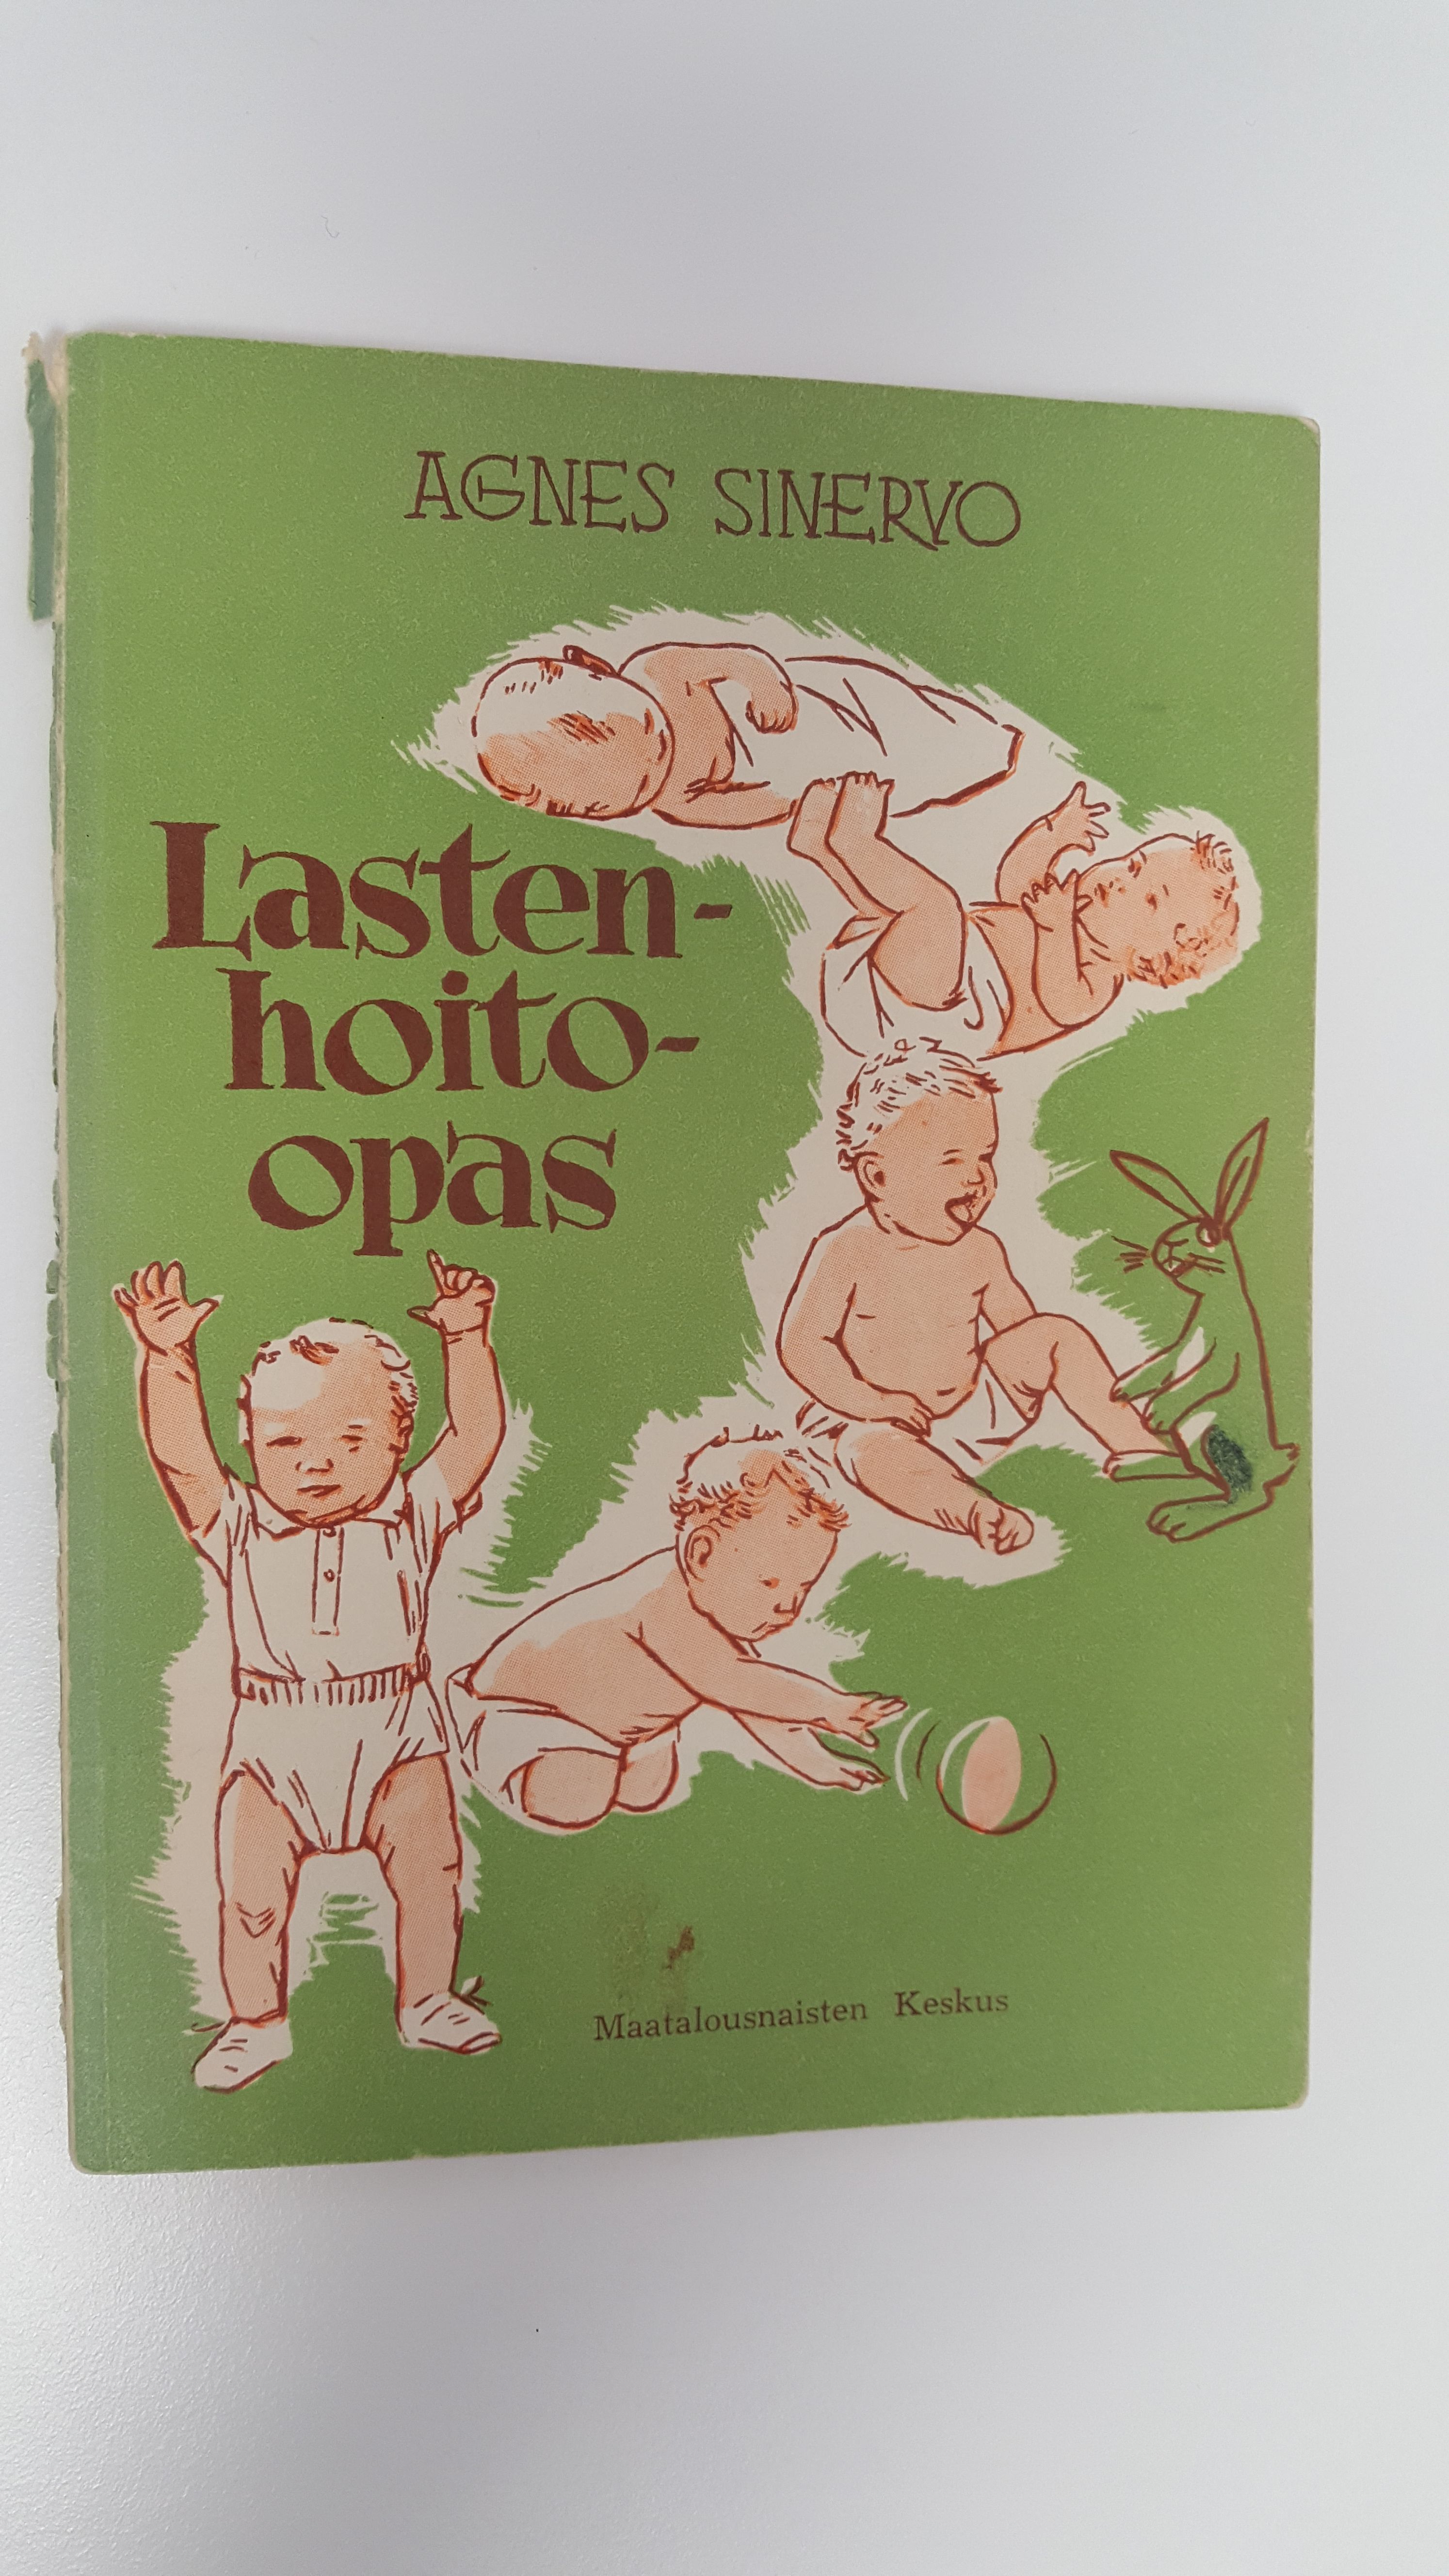 AGNES SINERVO
Lasten-
hoito-
opas
Maatalousnaisten Keskus